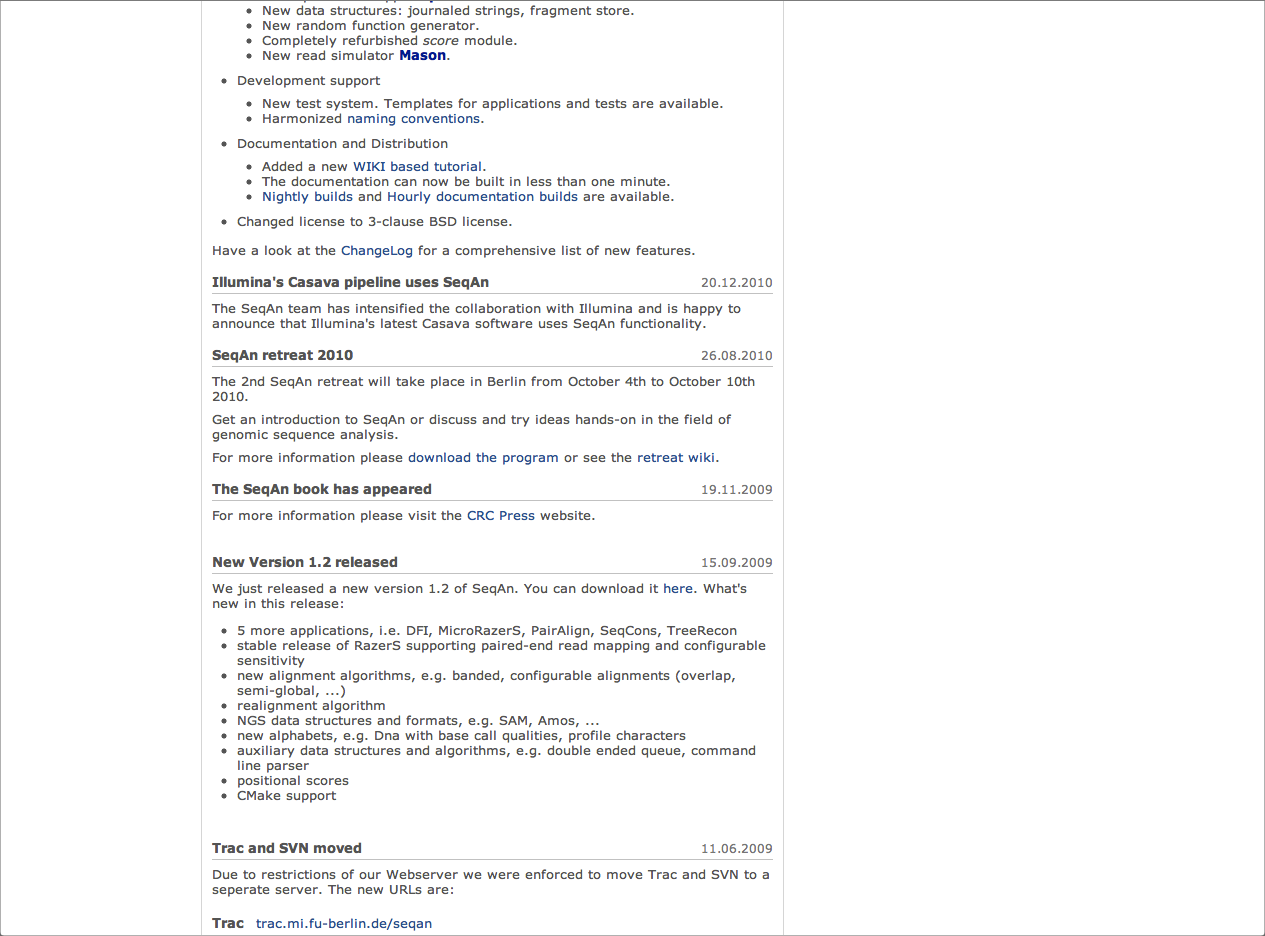 New data structures: journaled strings, fragment store.
New random function generator.
Completely refurbished score module.
New read simulator Mason.
Development support
New test system. Templates for applications and tests are available.
Harmonized naming conventions.
Documentation and Distribution
Added a new WIKI based tutorial.
The documentation can now be built in less than one minute.
Nightly builds and Hourly documentation builds are available.
Changed license to 3-clause BSD license.
Have a look at the ChangeLog for a comprehensive list of new features.
Illumina's Casava pipeline uses SeqAn 20.12.2010
The SeqAn team has intensified the collaboration with Illumina and is happy to
announce that Illumina's latest Casava software uses SeqAn functionality.
SeqAn retreat 2010 26.08.2010
The 2nd SeqAn retreat will take place in Berlin from October 4th to October 10th
2010.
Get an introduction to SeqAn or discuss and try ideas hands-on in the field of
genomic sequence analysis.
For more information please download the program or see the retreat wiki.
The SeqAn book has appeared 19.11.2009
For more information please visit the CRC Press website.
New Version 1.2 released 15.09.2009
We just released a new version 1.2 of SeqAn. You can download it here. What's
new in this release:
5 more applications, i.e. DFI, MicroRazerS, PairAlign, SeqCons, TreeRecon
stable release of RazerS supporting paired-end read mapping and configurable
sensitivity
new alignment algorithms, e.g. banded, configurable alignments (overlap,
semi-global, ...)
realignment algorithm
NGS data structures and formats, e.g. SAM, Amos, ...
new alphabets, e.g. Dna with base call qualities, profile characters
auxiliary data structures and algorithms, e.g. double ended queue, command
line parser
positional scores
CMake support
Trac and SVN moved 11.06.2009
Due to restrictions of our Webserver we were enforced to move Trac and SVN to a
seperate server. The new URLs are:
Trac trac.mi.fu-berlin.de/seqan